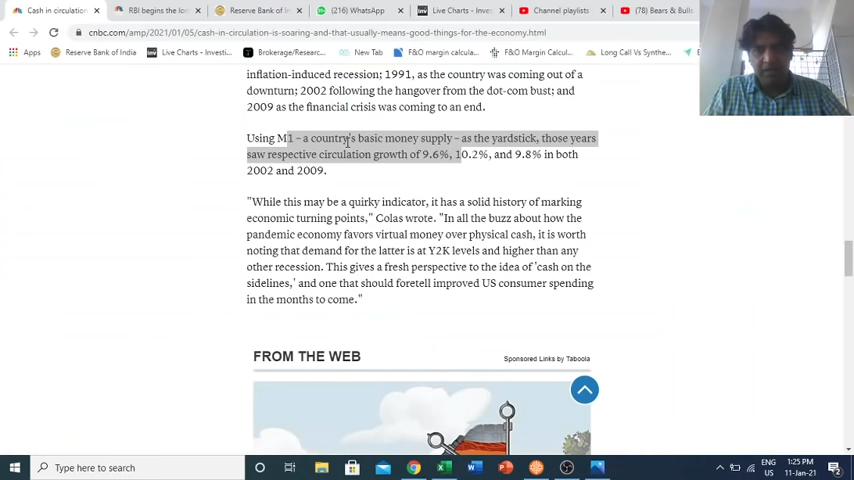 Cash in circulation
RBI begins the lon
Reserve Bank of In
(216) WhatsApp
Live Charts - Inves
Channel playlists
(78) Bears & Bull
cnbc.com/amp/2021/01/05/cash-in-circulation-is-soaring-and-that-usually-means-good-things-for-the-economy.html
Reserve Bank of India
Live Charts - Investi...
Brokerage/Researc...
New Tab
F&O margin calcula...
F&O Margin Calcul...
Long Call Vs Synthe...
inflation-induced recession; 1991, as the country was coming out of a
downturn; 2002 following the hangover from the dot-com bust; and
2009 as the financial crisis was coming to an end.
Using M1 – a country's basic money supply – as the yardstick, those years
saw respective circulation growth of 9.6%, 10.2%, and 9.8% in both
2002 and 2009.
"While this may be a quirky indicator, it has a solid history of marking
economic turning points," Colas wrote. "In all the buzz about how the
pandemic economy favors virtual money over physical cash, it is worth
noting that demand for the latter is at Y2K levels and higher than any
other recession. This gives a fresh perspective to the idea of 'cash on the
sidelines,' and one that should foretell improved US consumer spending
in the months to come."
FROM THE WEB
Sponsored Links by Taboola
Type here to search
ENG
US
1:25 PM
11-Jan-21
2